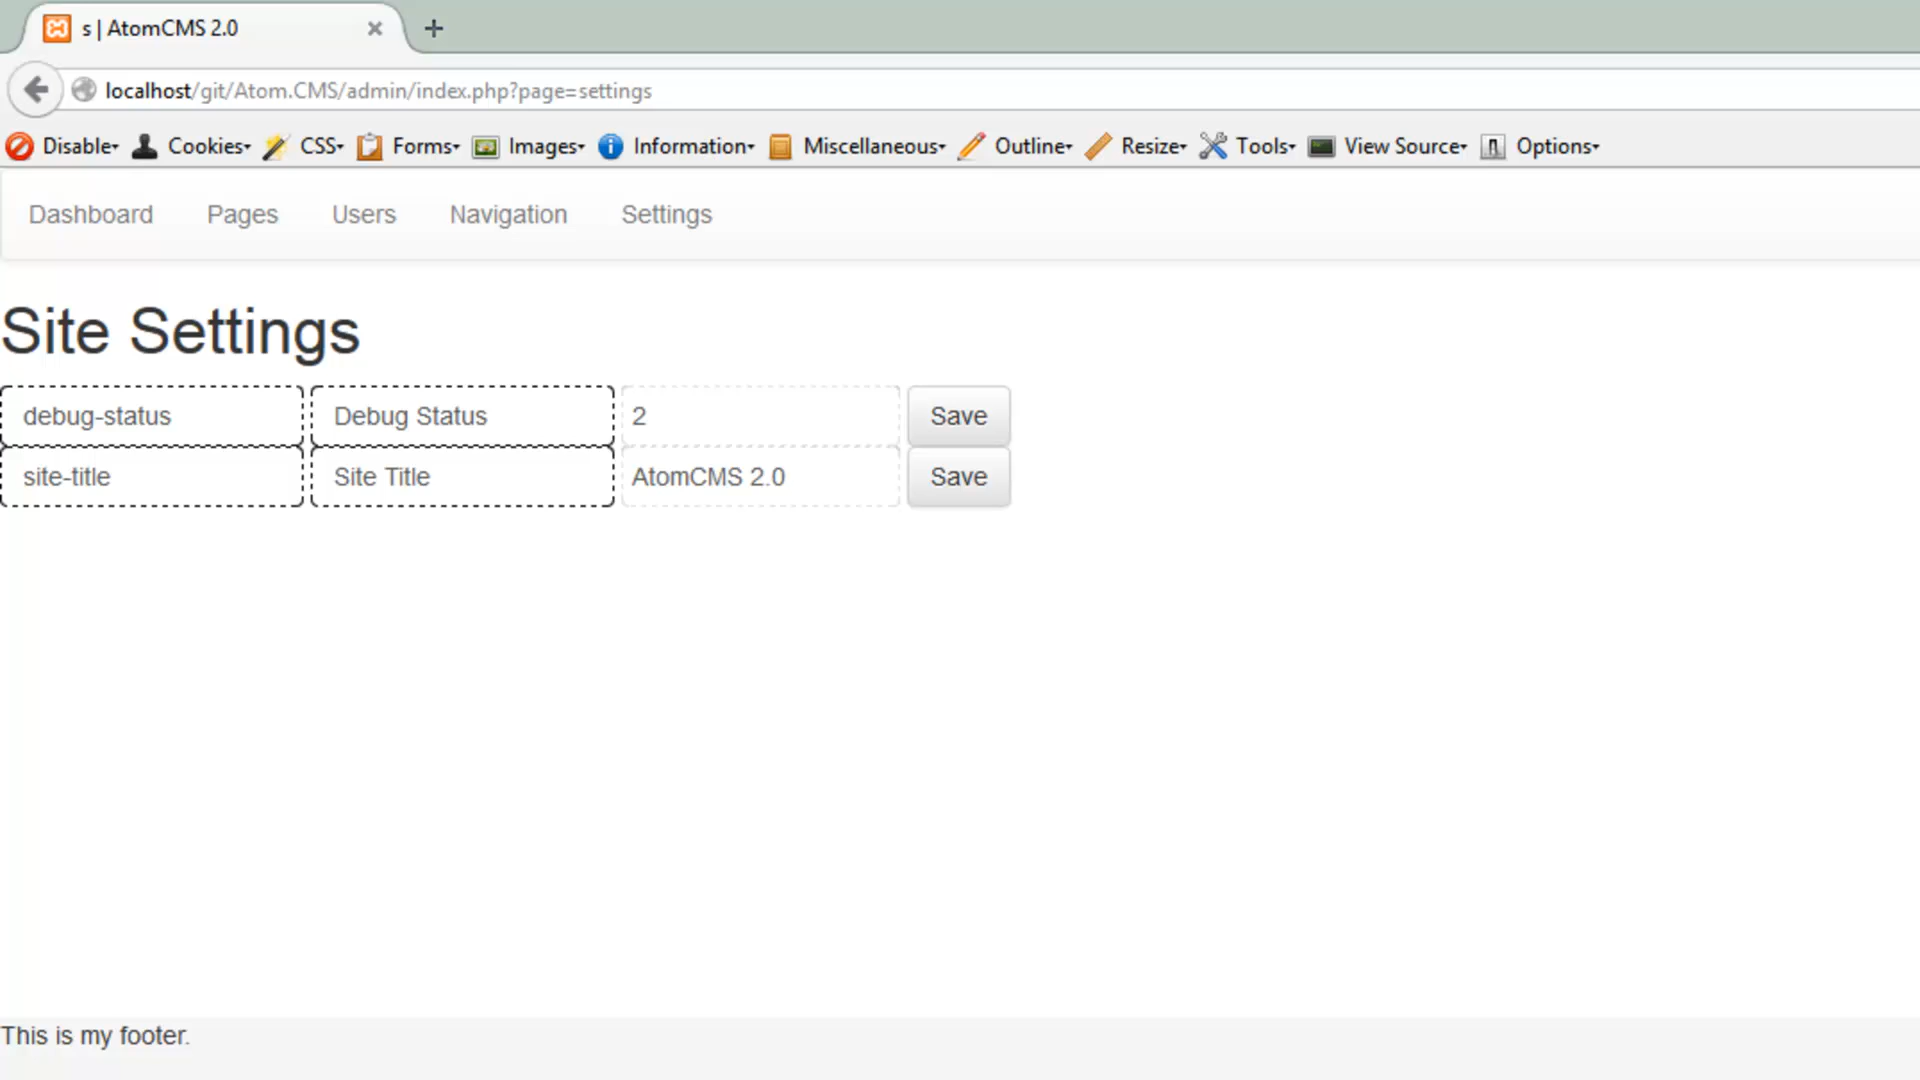 s | AtomCMS 2.0
localhost/git/Atom.CMS/admin/index.php?page=settings
Disable Cookies CSS Forms Images Information Miscellaneous Outline Resize Tools View Source Options
Dashboard Pages Users Navigation Settings
Site Settings
debug-status Debug Status 2 Save
site-title Site Title AtomCMS 2.0 Save
This is my footer.